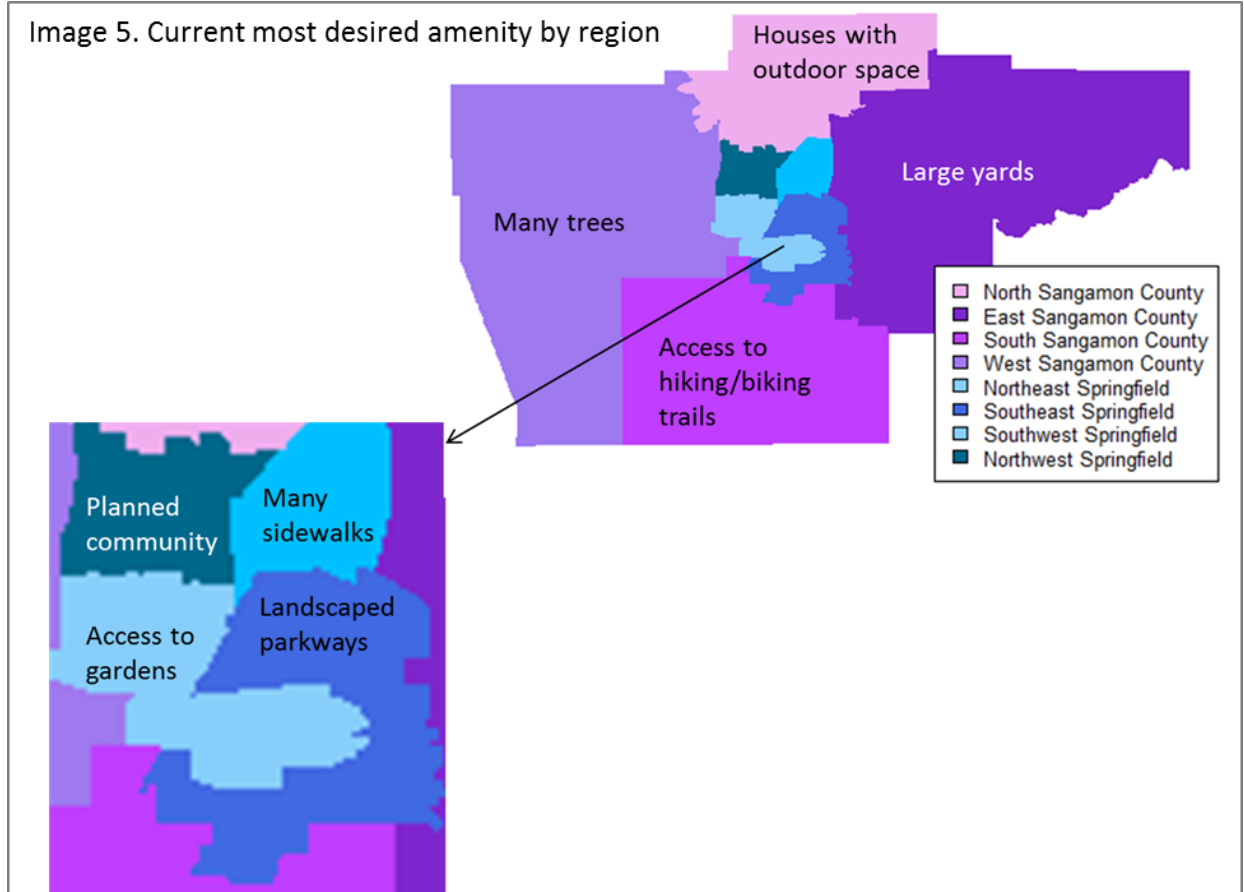 Image 5. Current most desired amenity by region
Houses with
outdoor space
Large yards
Many trees
Access to
hiking/biking
trails
North Sangamon County
East Sangamon County
South Sangamon County
West Sangamon County
Northeast Springfield
Southeast Springfield
Southwest Springfield
Northwest Springfield
Planned
community
Many
sidewalks
Landscaped
parkways
Access to
gardens